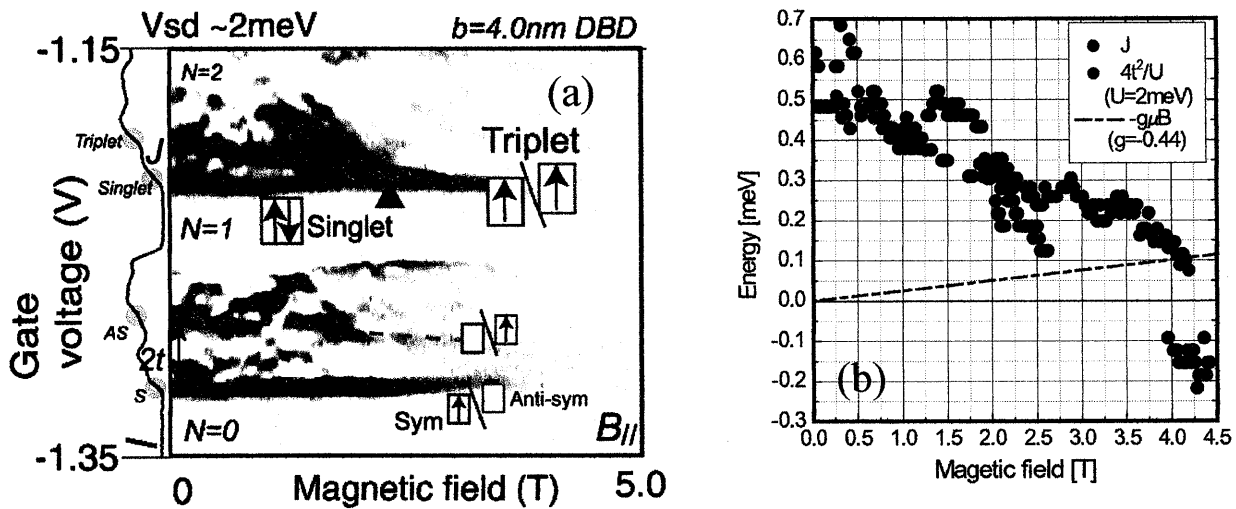 Vsd ~2meV
b=4.0nm DBD
-1.15
N=2
(a)
Triplet
J
Triplet
Singlet
N=1
Singlet
Gate
voltage (V)
AS
2t
S
Sym
Anti-sym
N=0
B//
-1.35
0
Magnetic field (T)
5.0
0.7
0.6
0.5
0.4
0.3
0.2
0.1
0.0
-0.1
-0.2
-0.3
Energy [meV]
J
4t²/U
(U=2meV)
-gμB
(g=-0.44)
(b)
0.0 0.5 1.0 1.5 2.0 2.5 3.0 3.5 4.0 4.5
Magetic field [T]